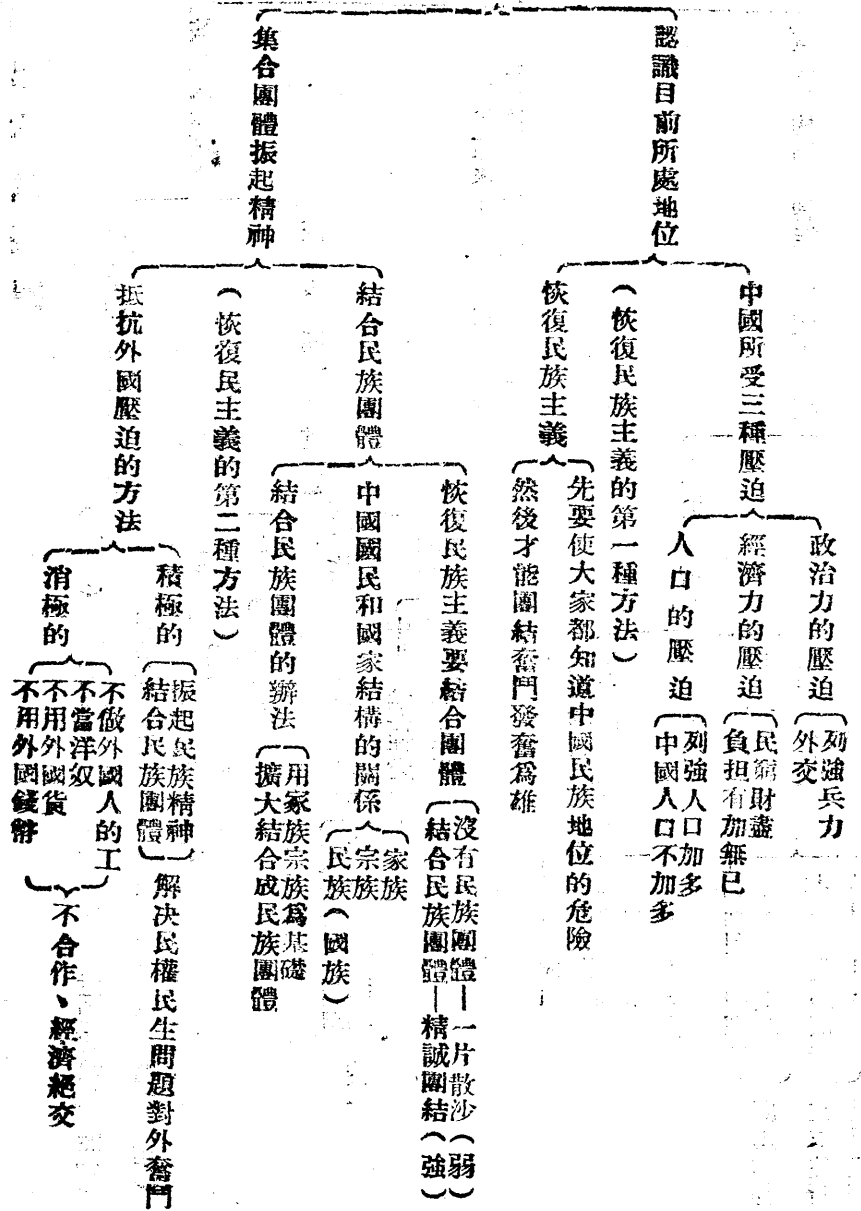 認識目前所處地位
中國所受三種壓迫
政治力的壓迫
列強兵力
外交
經濟力的壓迫
民窮財盡
負担有加無已
人口的壓迫
列強人口加多
中國人口不加多
（恢復民族主義的第一種方法）
恢復民族主義
先要使大家都知道中國民族地位的危險
然後才能團結奮鬥發奮爲雄
集合團體振起精神
結合民族團體
恢復民族主義要結合團體
沒有民族團體—一片散沙（弱）
結合民族團體—精誠團結（強）
中國國民和國家結構的關係
家族
宗族
民族（國族）
結合民族團體的辦法
用家族宗族爲基礎
擴大結合成民族團體
（恢復民主義的第二種方法）
抵抗外國壓迫的方法
積極的
振起民族精神
結合民族團體
解决民權民生問題對外奮鬥
消極的
不做外國人的工
不當洋奴
不用外國貨
不用外國錢幣
不合作、經濟絕交